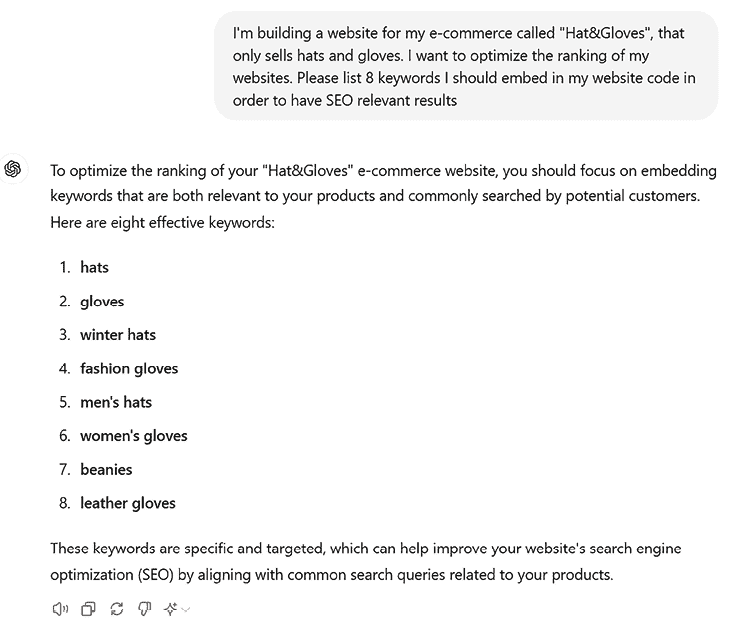 I'm building a website for my e-commerce called "Hat&Gloves", that
only sells hats and gloves. I want to optimize the ranking of my
websites. Please list 8 keywords I should embed in my website code in
order to have SEO relevant results
To optimize the ranking of your "Hat&Gloves" e-commerce website, you should focus on embedding
keywords that are both relevant to your products and commonly searched by potential customers.
Here are eight effective keywords:
1. hats
2. gloves
3. winter hats
4. fashion gloves
5. men's hats
6. women's gloves
7. beanies
8. leather gloves
These keywords are specific and targeted, which can help improve your website's search engine
optimization (SEO) by aligning with common search queries related to your products.